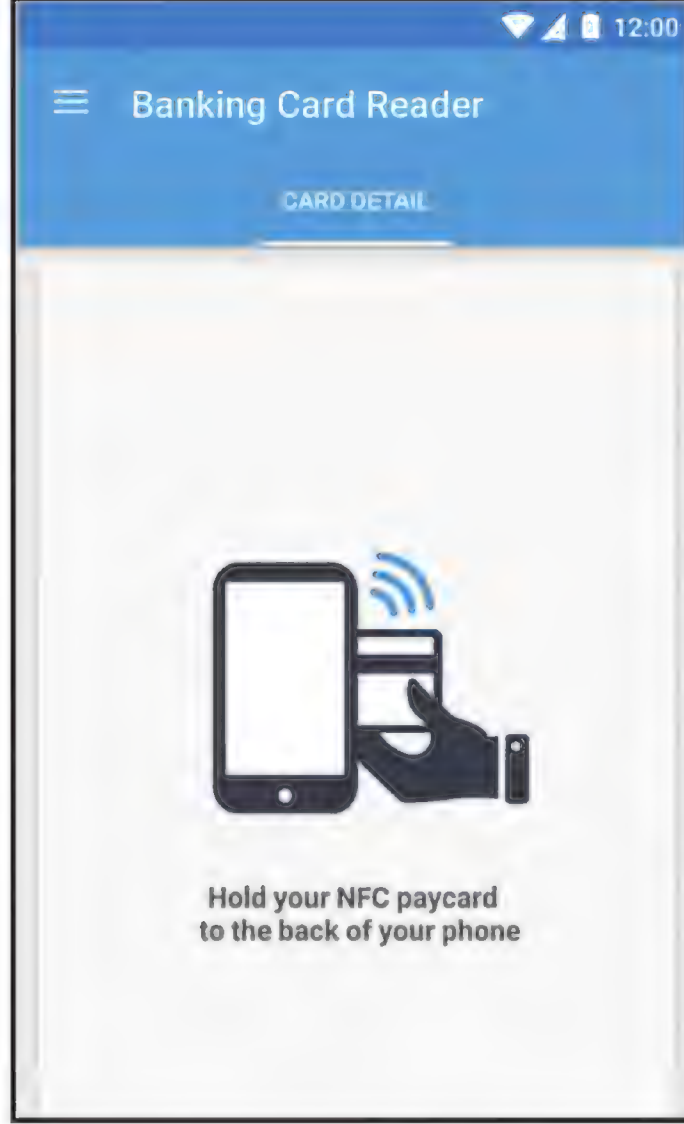 12:00
Banking Card Reader
CARD DETAIL
Hold your NFC paycard
to the back of your phone